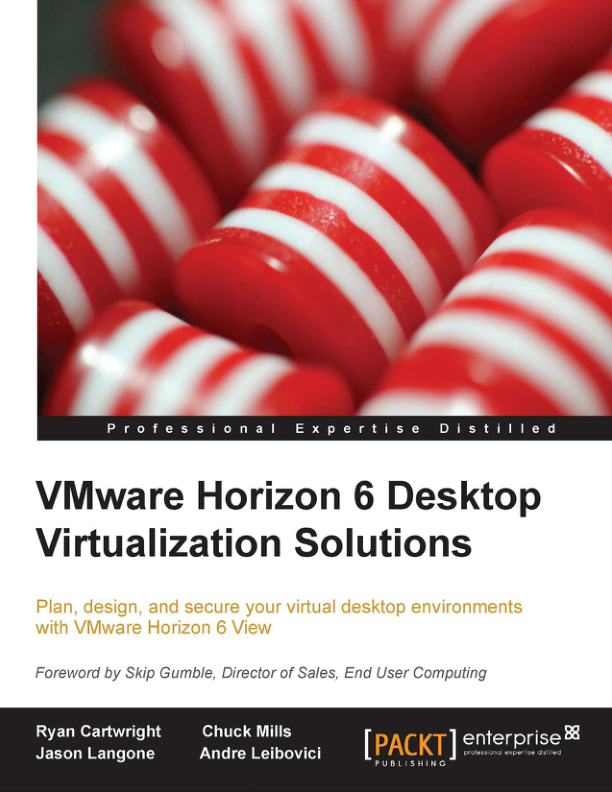 Professional Expertise Distilled
VMware Horizon 6 Desktop
Virtualization Solutions
Plan, design, and secure your virtual desktop environments
with VMware Horizon 6 View
Foreword by Skip Gumble, Director of Sales, End User Computing
Ryan Cartwright Chuck Mills
Jason Langone Andre Leibovici
[PACKT] enterprise
PUBLISHING professional expertise distilled